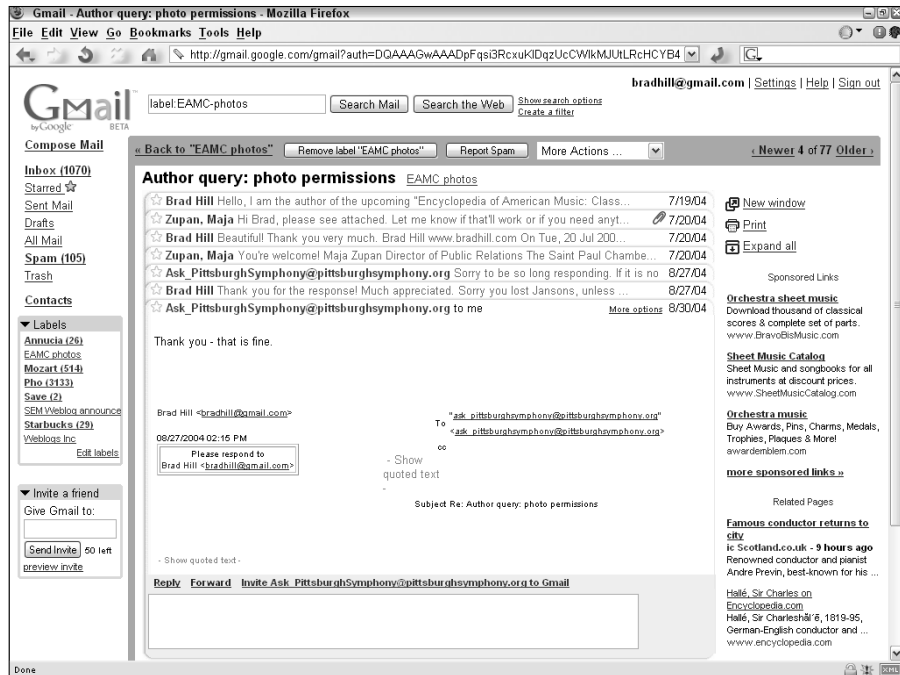 Gmail - Author query: photo permissions - Mozilla Firefox
File Edit View Go Bookmarks Tools Help
http://gmail.google.com/gmail?auth=DQAAAGwAAADpFqsi3RcxuKIDqzUcCWlkMJUtLRcHCYB4
G
bradhill@gmail.com | Settings | Help | Sign out
Gmail
by Google BETA
label:EAMC-photos
Search Mail
Search the Web
Show search options
Create a filter
Compose Mail
Inbox (1070)
Starred
Sent Mail
Drafts
All Mail
Spam (105)
Trash
Contacts
Labels
Annucia (26)
EAMC photos
Mozart (514)
Pho (3133)
Save (2)
SEM Weblog announce
Starbucks (29)
Weblogs Inc
Edit labels
Invite a friend
Give Gmail to:
Send Invite 50 left
preview invite
« Back to "EAMC photos"
Remove label "EAMC photos"
Report Spam
More Actions ...
‹ Newer 4 of 77 Older ›
Author query: photo permissions EAMC photos
Brad Hill Hello, I am the author of the upcoming "Encyclopedia of American Music: Class... 7/19/04
Zupan, Maja Hi Brad, please see attached. Let me know if that'll work or if you need anyt... 7/20/04
Brad Hill Beautiful! Thank you very much. Brad Hill www.bradhill.com On Tue, 20 Jul 200... 7/20/04
Zupan, Maja You're welcome! Maja Zupan Director of Public Relations The Saint Paul Chambe... 7/20/04
Ask_PittsburghSymphony@pittsburghsymphony.org Sorry to be so long responding. If it is no 8/27/04
Brad Hill Thank you for the response! Much appreciated. Sorry you lost Jansons, unless ... 8/27/04
Ask_PittsburghSymphony@pittsburghsymphony.org to me More options 8/30/04
Thank you - that is fine.
Brad Hill <bradhill@gmail.com>
08/27/2004 02:15 PM
Please respond to
Brad Hill <bradhill@gmail.com>
To
"ask_pittsburghsymphony@pittsburghsymphony.org"
<ask_pittsburghsymphony@pittsburghsymphony.org>
cc
- Show
quoted text
-
Subject Re: Author query: photo permissions
- Show quoted text -
Reply Forward Invite Ask_PittsburghSymphony@pittsburghsymphony.org to Gmail
New window
Print
Expand all
Sponsored Links
Orchestra sheet music
Download thousand of classical
scores & complete set of parts.
www.BravoBisMusic.com
Sheet Music Catalog
Sheet Music and songbooks for all
instruments at discount prices.
www.SheetMusicCatalog.com
Orchestra music
Buy Awards, Pins, Charms, Medals,
Trophies, Plaques & More!
awardemblem.com
more sponsored links »
Related Pages
Famous conductor returns to
city
ic Scotland.co.uk - 9 hours ago
Renowned conductor and pianist
Andre Previn, best-known for his ...
Hallé, Sir Charles on
Encyclopedia.com
Hallé, Sir Charleshăl´ē, 1819-95,
German-English conductor and ...
www.encyclopedia.com
Done
XML